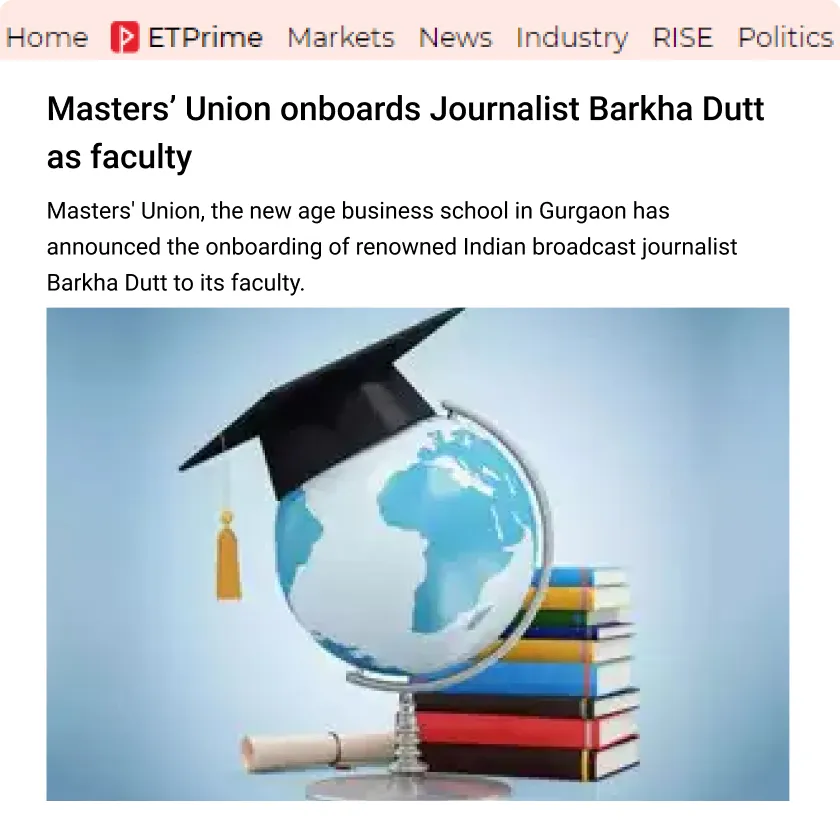 Home ETPrime Markets News Industry RISE Politics
Masters’ Union onboards Journalist Barkha Dutt
as faculty
Masters' Union, the new age business school in Gurgaon has
announced the onboarding of renowned Indian broadcast journalist
Barkha Dutt to its faculty.